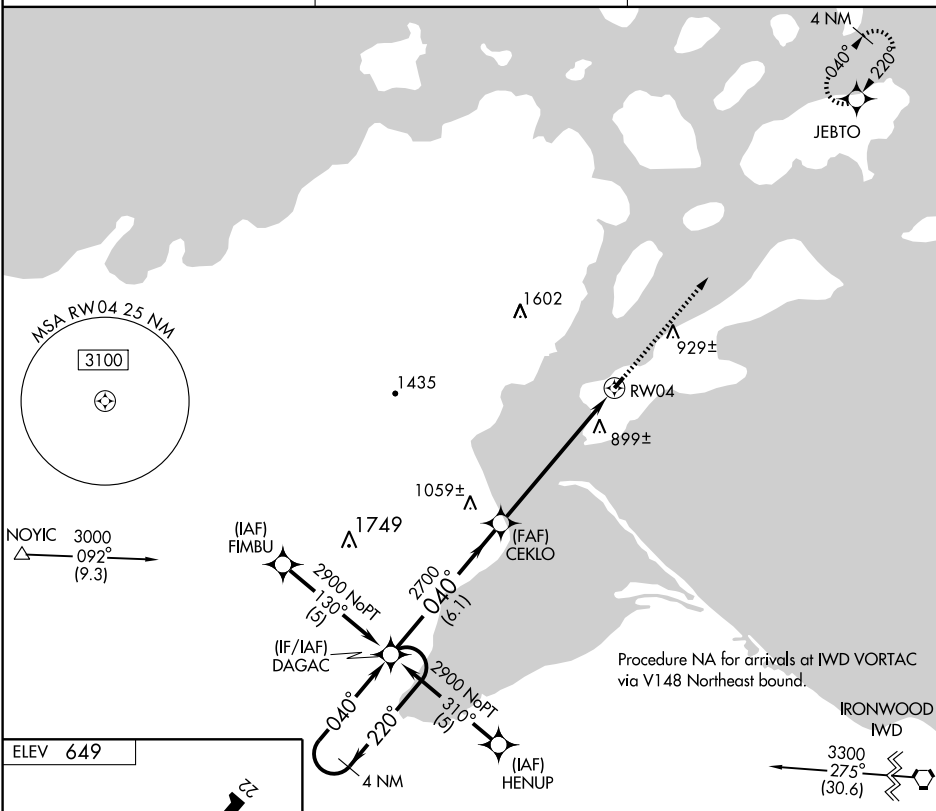 4 NM
040°
220°
JEBTO
1602
MSA RW04 25 NM
3100
929±
1435
RW04
899±
1059±
NOYIC
3000
092°
(9.3)
(IAF)
FIMBU
1749
(FAF)
CEKLO
2900 NoPT
130°
(5)
2700
040°
(6.1)
(IF/IAF)
DAGAC
2900 NoPT
310°
(5)
Procedure NA for arrivals at IWD VORTAC
via V148 Northeast bound.
040°
220°
4 NM
(IAF)
HENUP
IRONWOOD
IWD
3300
275°
(30.6)
ELEV 649
22